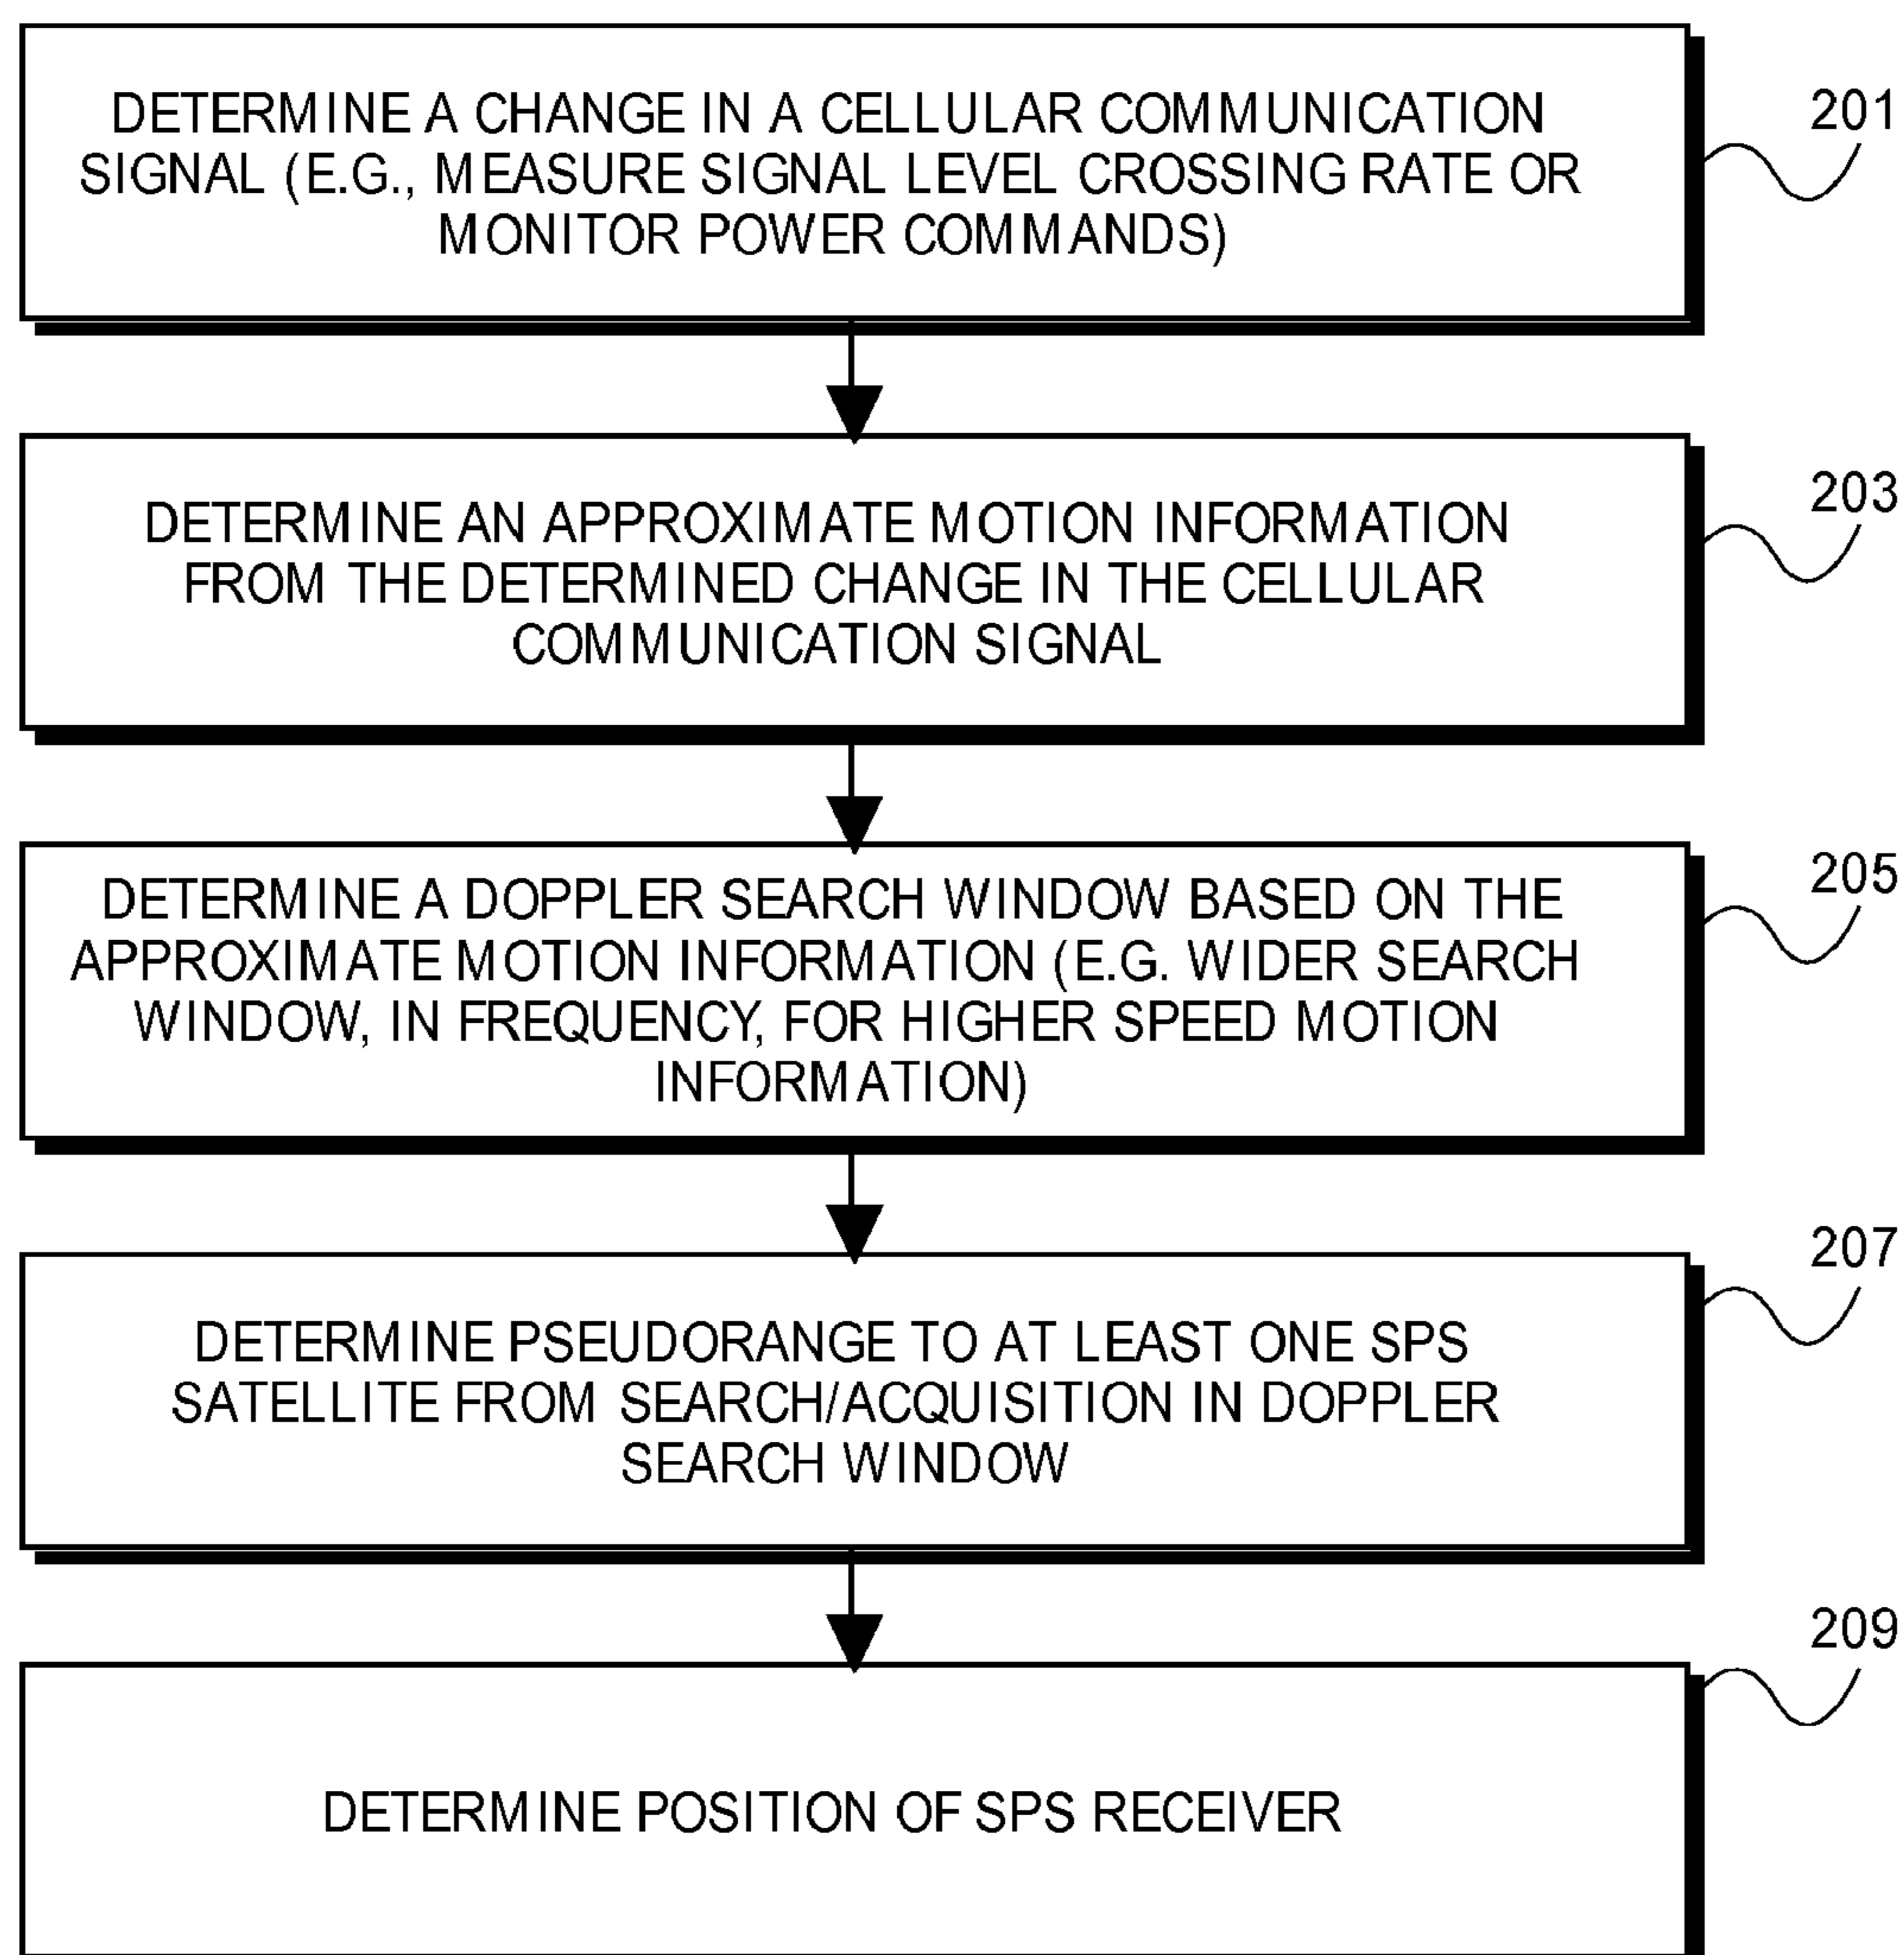 DETERMINE A CHANGE IN A CELLULAR COMMUNICATION
SIGNAL (E.G., MEASURE SIGNAL LEVEL CROSSING RATE OR
MONITOR POWER COMMANDS)
201
DETERMINE AN APPROXIMATE MOTION INFORMATION
FROM THE DETERMINED CHANGE IN THE CELLULAR
COMMUNICATION SIGNAL
203
DETERMINE A DOPPLER SEARCH WINDOW BASED ON THE
APPROXIMATE MOTION INFORMATION (E.G. WIDER SEARCH
WINDOW, IN FREQUENCY, FOR HIGHER SPEED MOTION
INFORMATION)
205
DETERMINE PSEUDORANGE TO AT LEAST ONE SPS
SATELLITE FROM SEARCH/ACQUISITION IN DOPPLER
SEARCH WINDOW
207
DETERMINE POSITION OF SPS RECEIVER
209